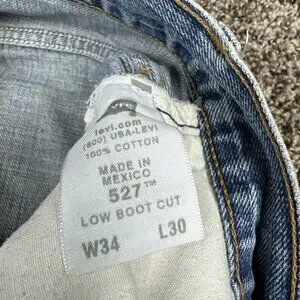 levi.com
(800) USA-LEVI
100% COTTON
MADE IN
MEXICO
527™
LOW BOOT CUT
W34 L30